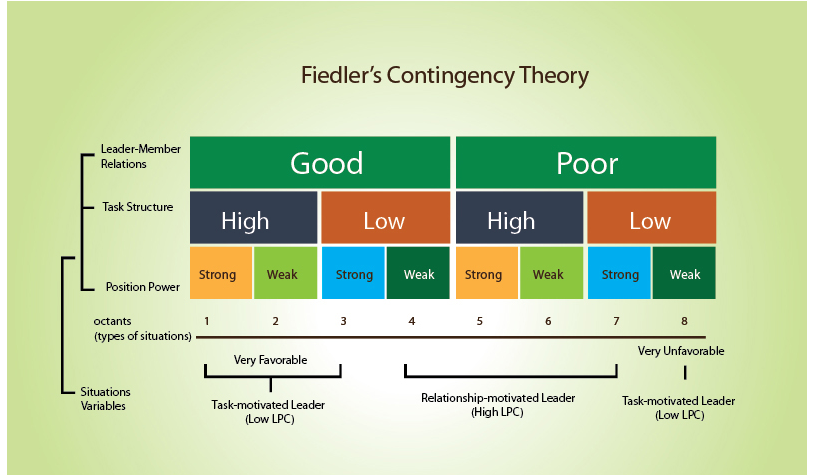 Fiedler's Contingency Theory
Leader-Member
Relations
Good
Poor
Task Structure
High
Low
High
Low
Position Power
Strong
Weak
Strong
Weak
Strong
Weak
Strong
Weak
octants
(types of situations)
1
2
3
4
5
6
7
8
Very Favorable
Very Unfavorable
Situations
Variables
Task-motivated Leader
(Low LPC)
Relationship-motivated Leader
(High LPC)
Task-motivated Leader
(Low LPC)